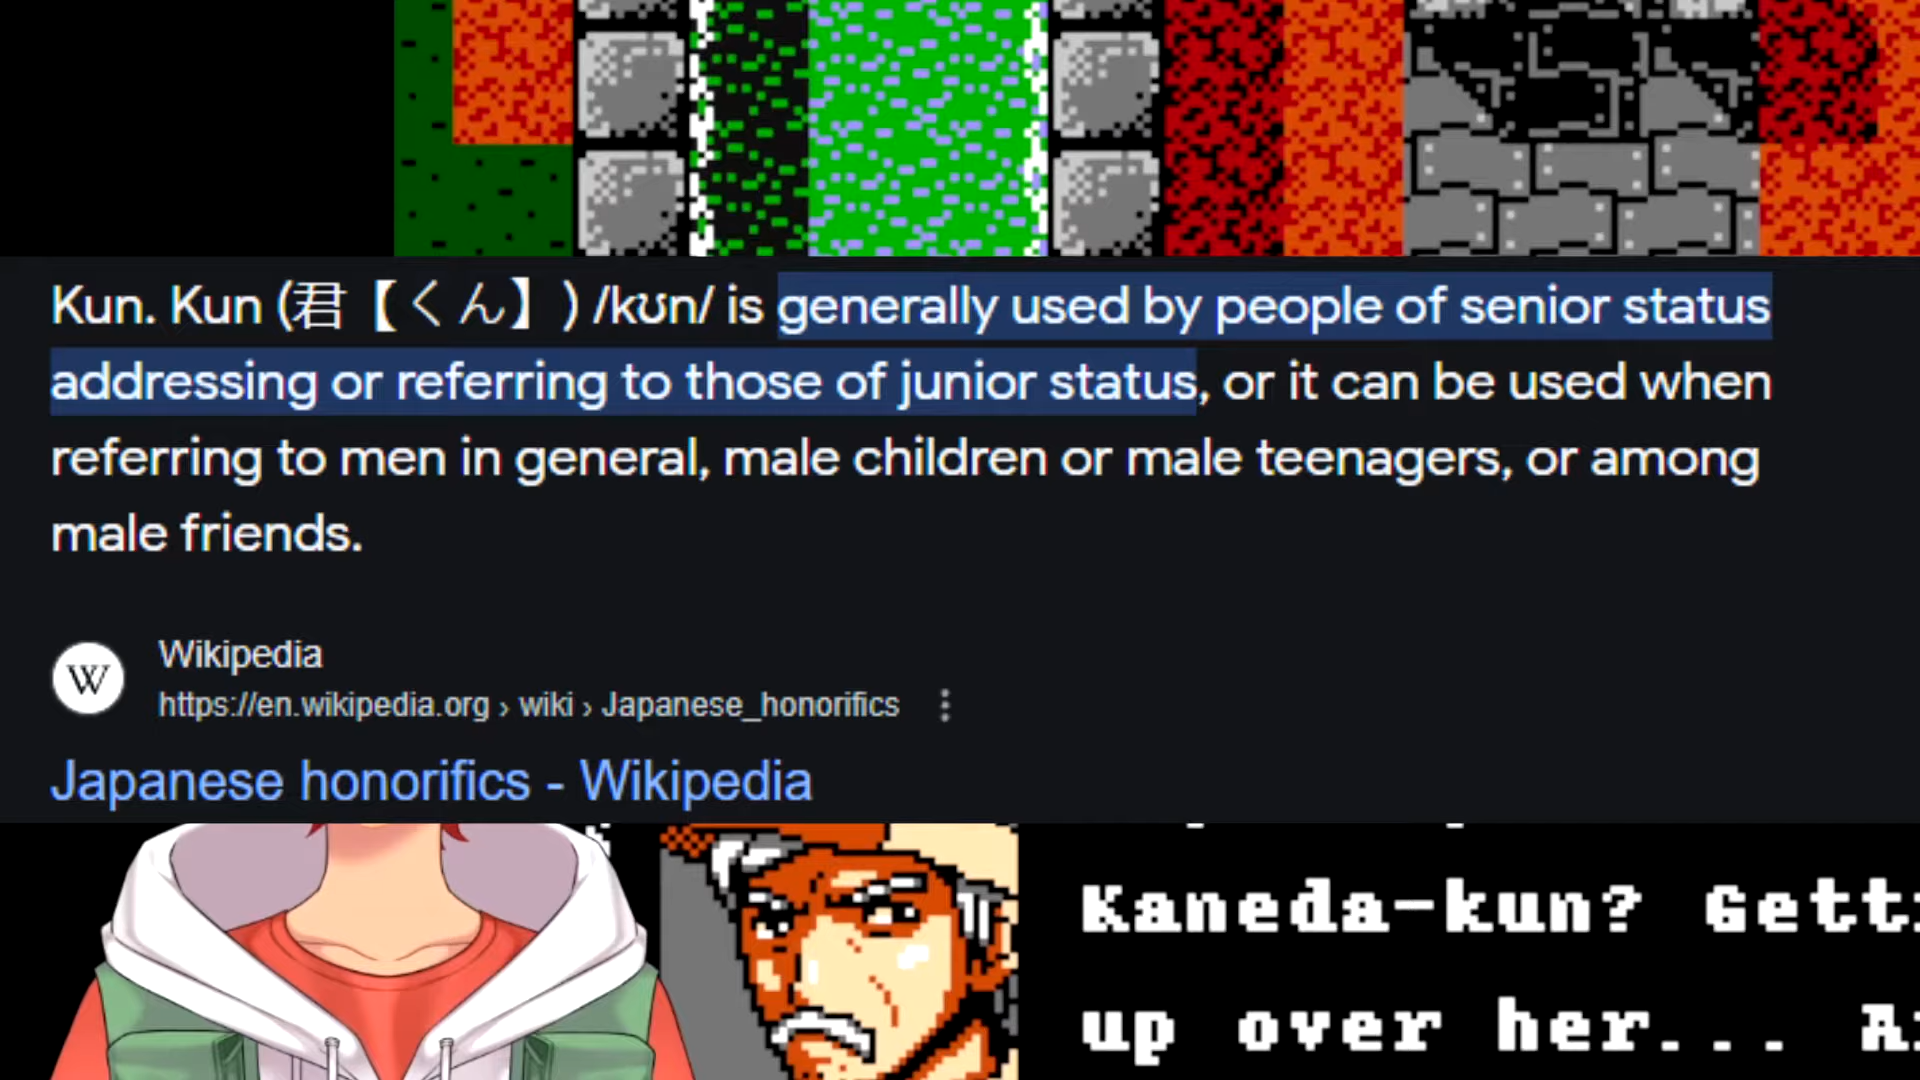 Kun. Kun (君【くん】) /kʊn/ is generally used by people of senior status
addressing or referring to those of junior status, or it can be used when
referring to men in general, male children or male teenagers, or among
male friends.
W
Wikipedia
https://en.wikipedia.org › wiki › Japanese_honorifics
Japanese honorifics - Wikipedia
Kaneda-kun? Getti
up over her... A